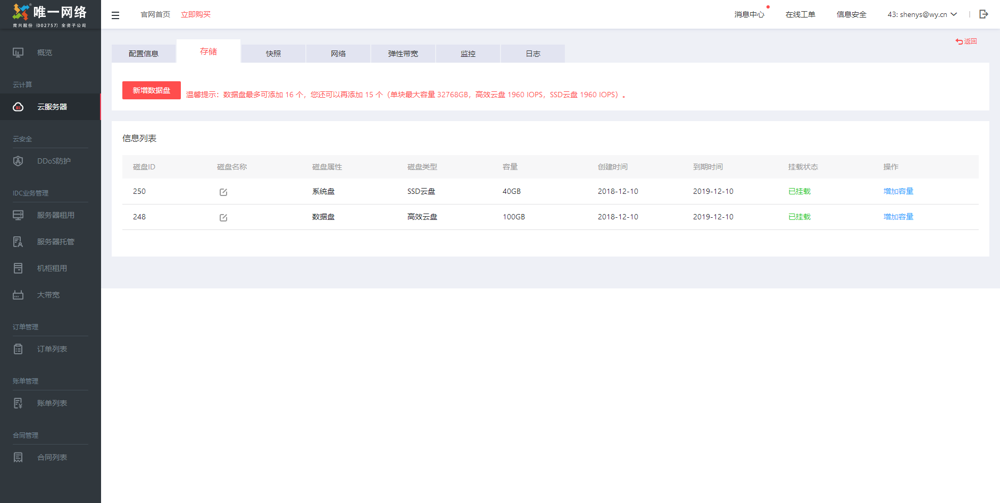 唯一网络
南兴股份（002757）全资子公司
官网首页 立即购买 消息中心 在线工单 信息安全 43: shenys@wy.cn
概览
云计算
云服务器
云安全
DDoS防护
IDC业务管理
服务器租用
服务器托管
机柜租用
大带宽
订单管理
订单列表
账单管理
账单列表
合同管理
合同列表
返回
配置信息 存储 快照 网络 弹性带宽 监控 日志
新增数据盘 温馨提示：数据盘最多可添加 16 个，您还可以再添加 15 个（单块最大容量 32768GB，高效云盘 1960 IOPS，SSD云盘 1960 IOPS）。
信息列表
磁盘ID 磁盘名称 磁盘属性 磁盘类型 容量 创建时间 到期时间 挂载状态 操作
250 系统盘 SSD云盘 40GB 2018-12-10 2019-12-10 已挂载 增加容量
248 数据盘 高效云盘 100GB 2018-12-10 2019-12-10 已挂载 增加容量